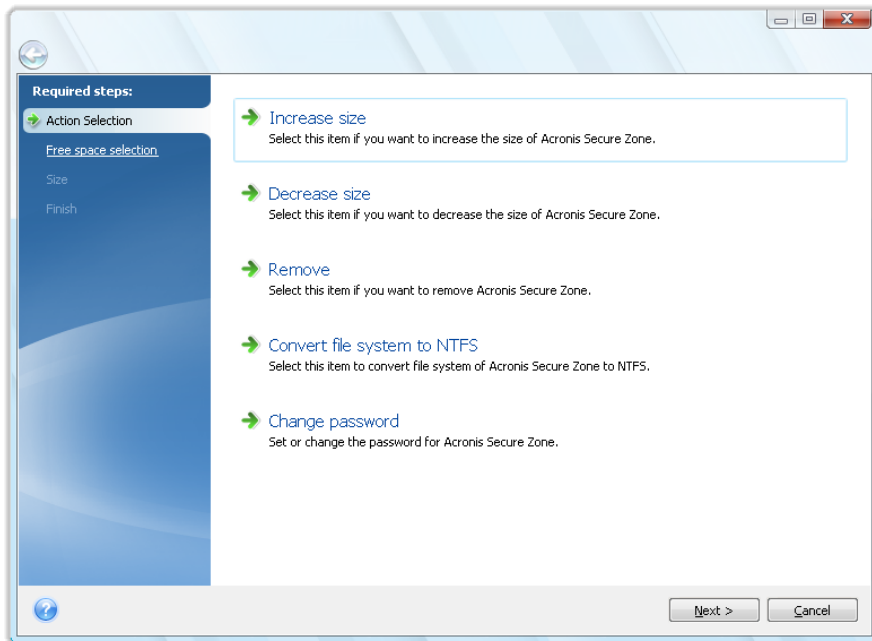 Required steps:
Action Selection
Free space selection
Size
Finish
Increase size
Select this item if you want to increase the size of Acronis Secure Zone.
Decrease size
Select this item if you want to decrease the size of Acronis Secure Zone.
Remove
Select this item if you want to remove Acronis Secure Zone.
Convert file system to NTFS
Select this item to convert file system of Acronis Secure Zone to NTFS.
Change password
Set or change the password for Acronis Secure Zone.
?
Next >
Cancel